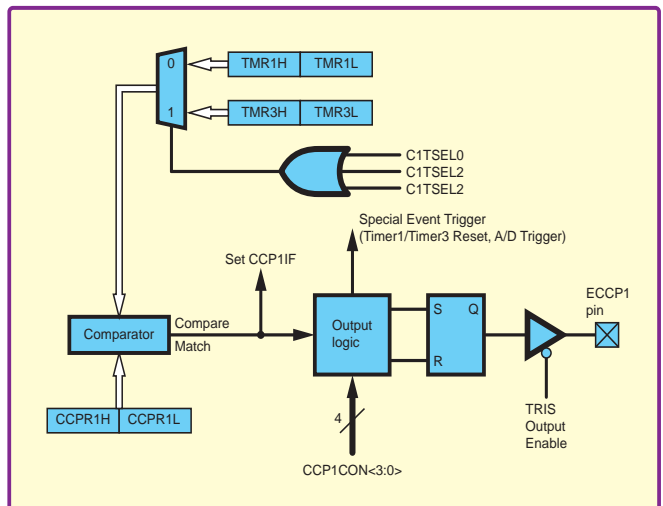 0
TMR1H TMR1L
1
TMR3H TMR3L
C1TSEL0
C1TSEL2
C1TSEL2
Special Event Trigger
(Timer1/Timer3 Reset, A/D Trigger)
Set CCP1IF
ECCP1
pin
Comparator
Compare
Match
Output
logic
S Q
R
CCPR1H CCPR1L
4
TRIS
Output
Enable
CCP1CON<3:0>